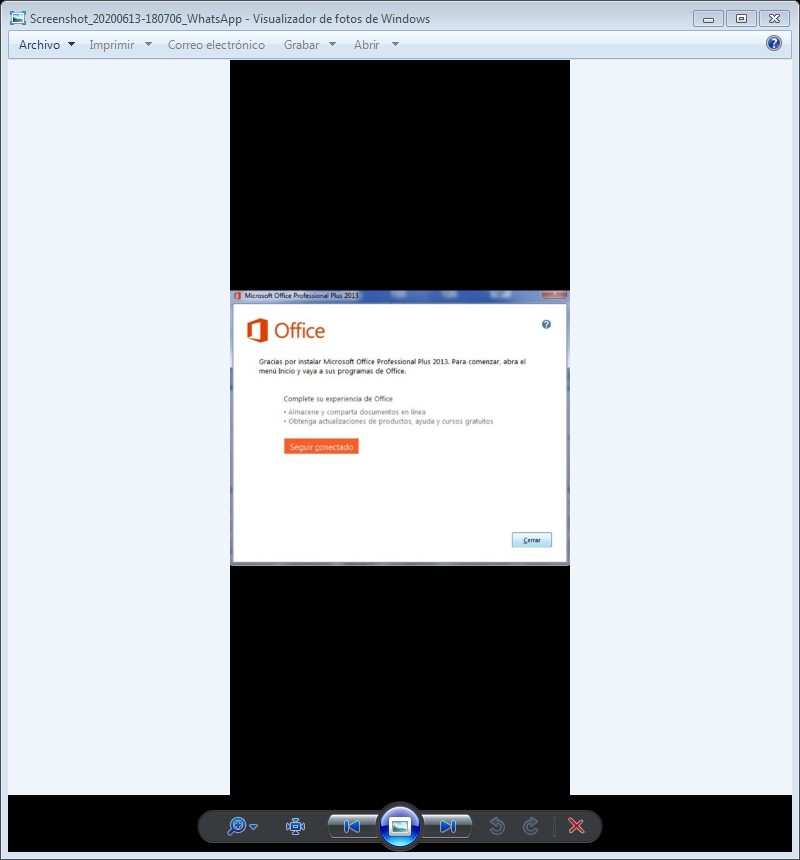 Screenshot_20200613-180706_WhatsApp - Visualizador de fotos de Windows
Archivo Imprimir Correo electrónico Grabar Abrir
Microsoft Office Professional Plus 2013
Office
Gracias por instalar Microsoft Office Professional Plus 2013. Para comenzar, abra el
menú Inicio y vaya a sus programas de Office.
Complete su experiencia de Office
• Almacene y comparta documentos en línea
• Obtenga actualizaciones de productos, ayuda y cursos gratuitos
Seguir conectado
Cerrar